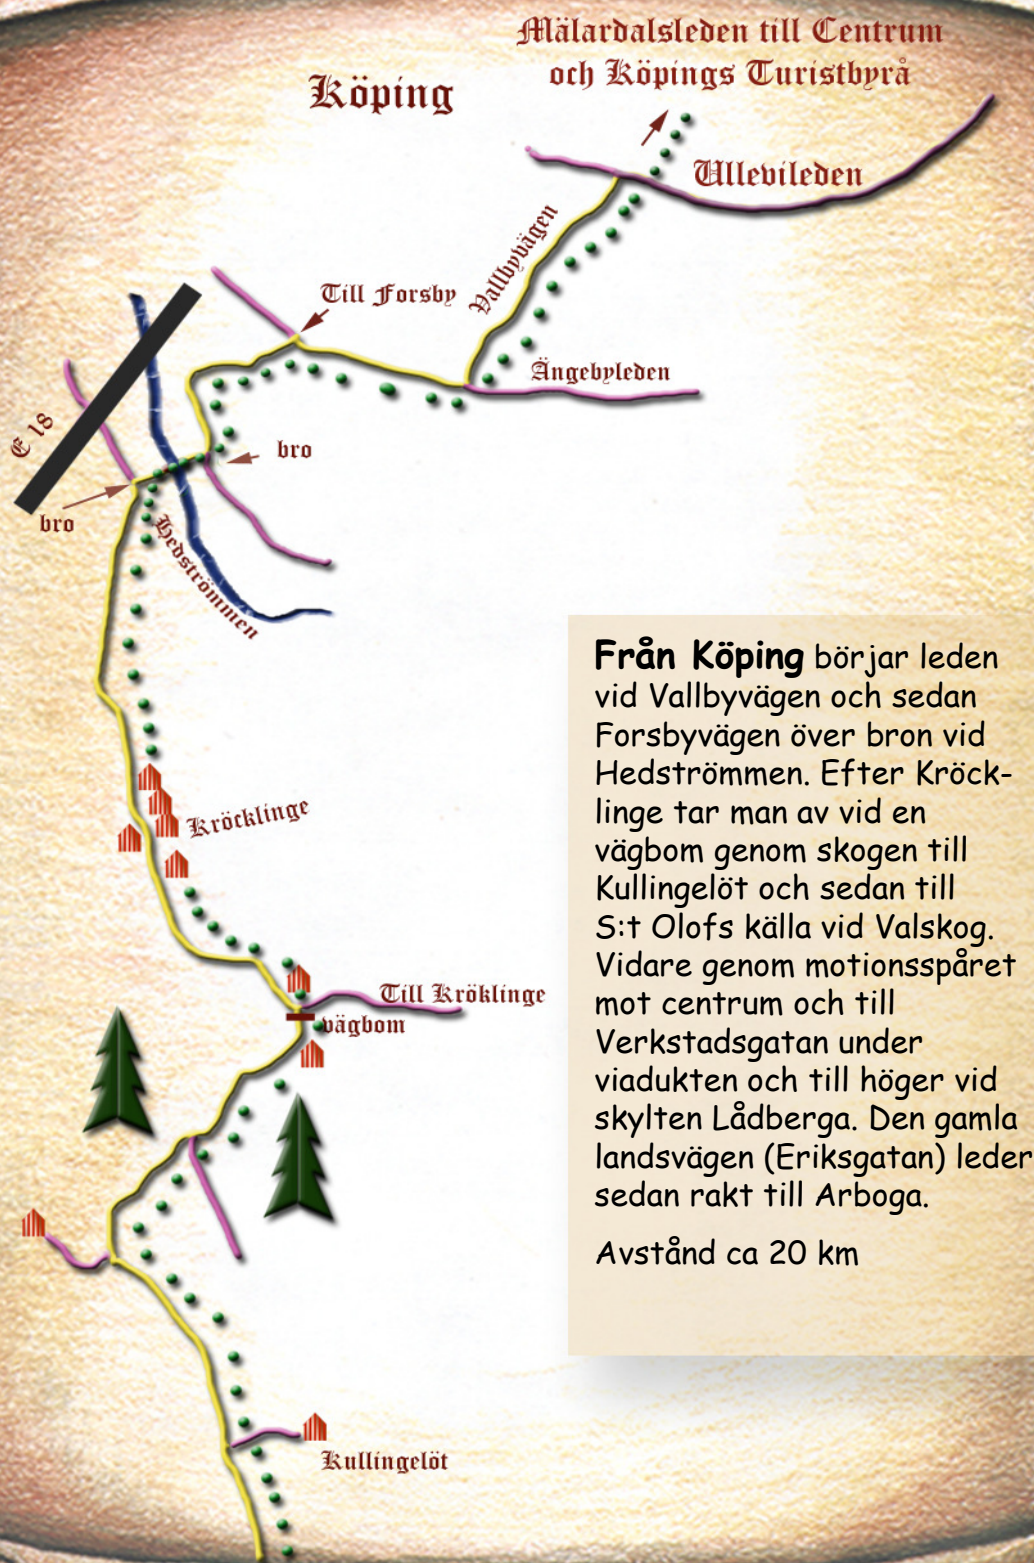 Mälardalsleden till Centrum
och Köpings Turistbyrå
Köping
Ullevileden
Vallbyvägen
Till Forsby
Ängebyleden
E 18
bro
bro
Hedströmmen
Från Köping börjar leden
vid Vallbyvägen och sedan
Forsbyvägen över bron vid
Hedströmmen. Efter Kröck-
linge tar man av vid en
vägbom genom skogen till
Kullingelöt och sedan till
S:t Olofs källa vid Valskog.
Vidare genom motionsspåret
mot centrum och till
Verkstadsgatan under
viadukten och till höger vid
skylten Lådberga. Den gamla
landsvägen (Eriksgatan) leder
sedan rakt till Arboga.
Avstånd ca 20 km
Kröcklinge
Till Kröklinge
vägbom
Kullingelöt